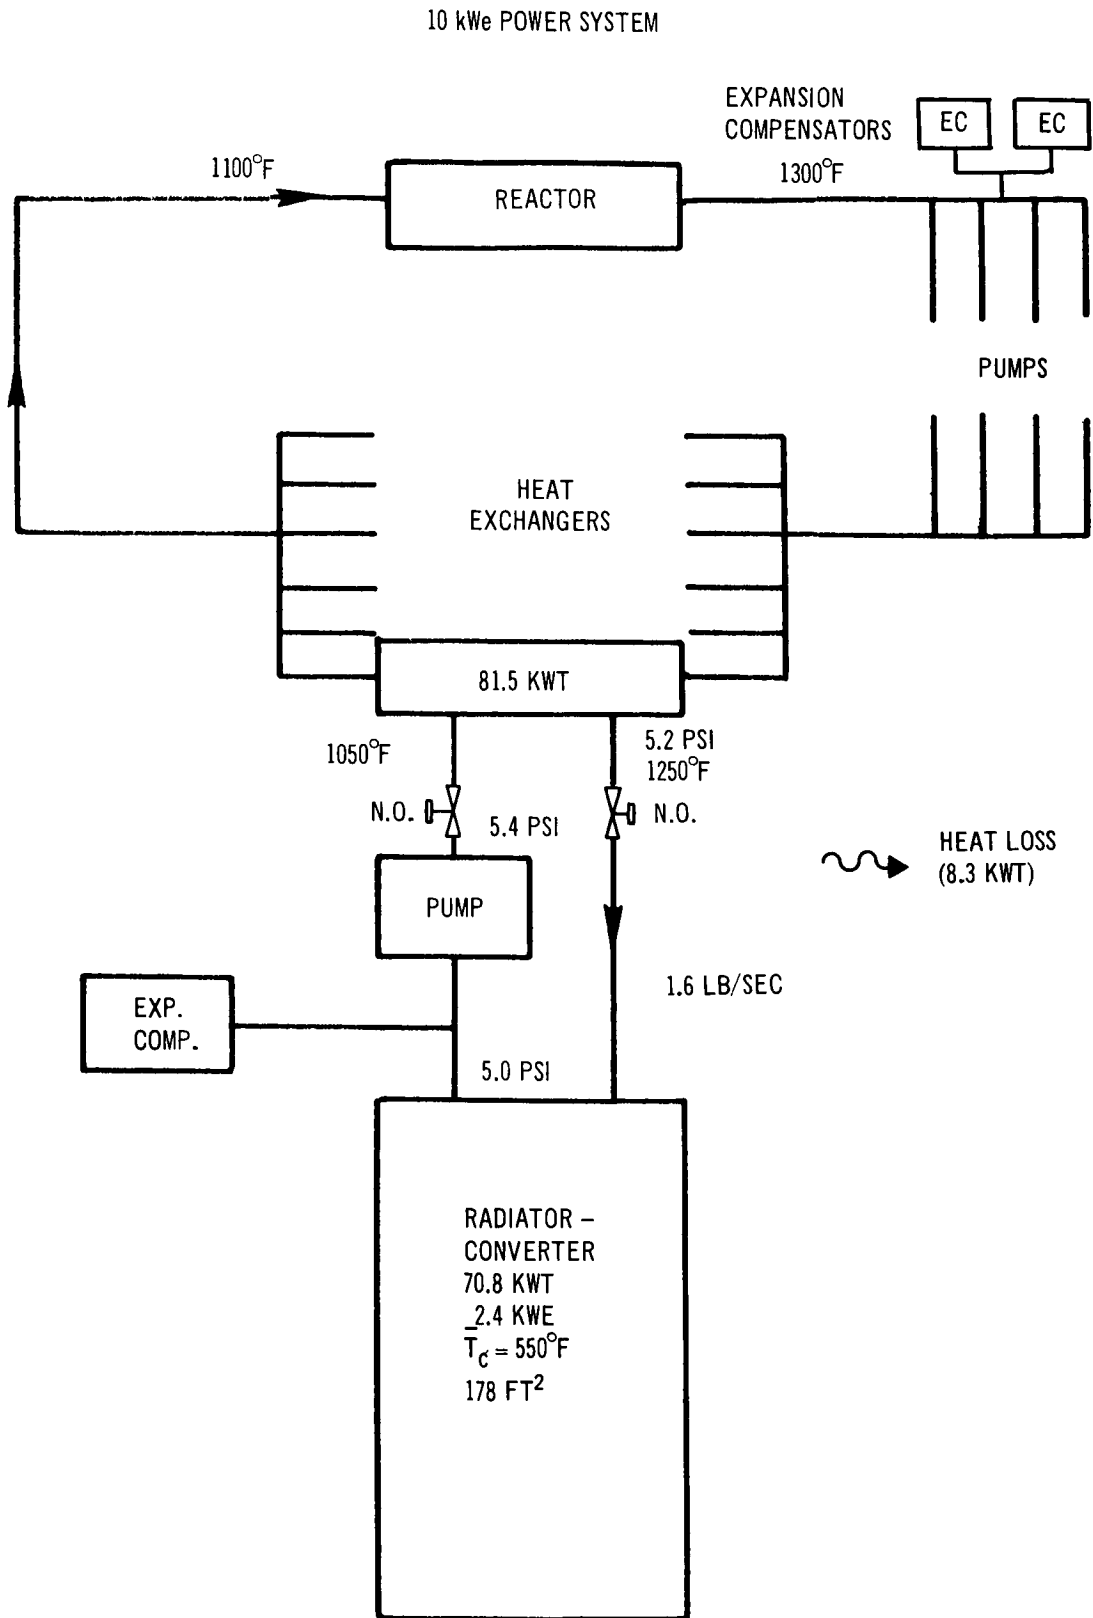 10 kWe POWER SYSTEM
EXPANSION
COMPENSATORS
EC
EC
1100°F
REACTOR
1300°F
PUMPS
HEAT
EXCHANGERS
81.5 KWT
1050°F
5.2 PSI
1250°F
N.O.
5.4 PSI
N.O.
HEAT LOSS
(8.3 KWT)
PUMP
1.6 LB/SEC
EXP.
COMP.
5.0 PSI
RADIATOR –
CONVERTER
70.8 KWT
2.4 KWE
T̅c = 550°F
178 FT²